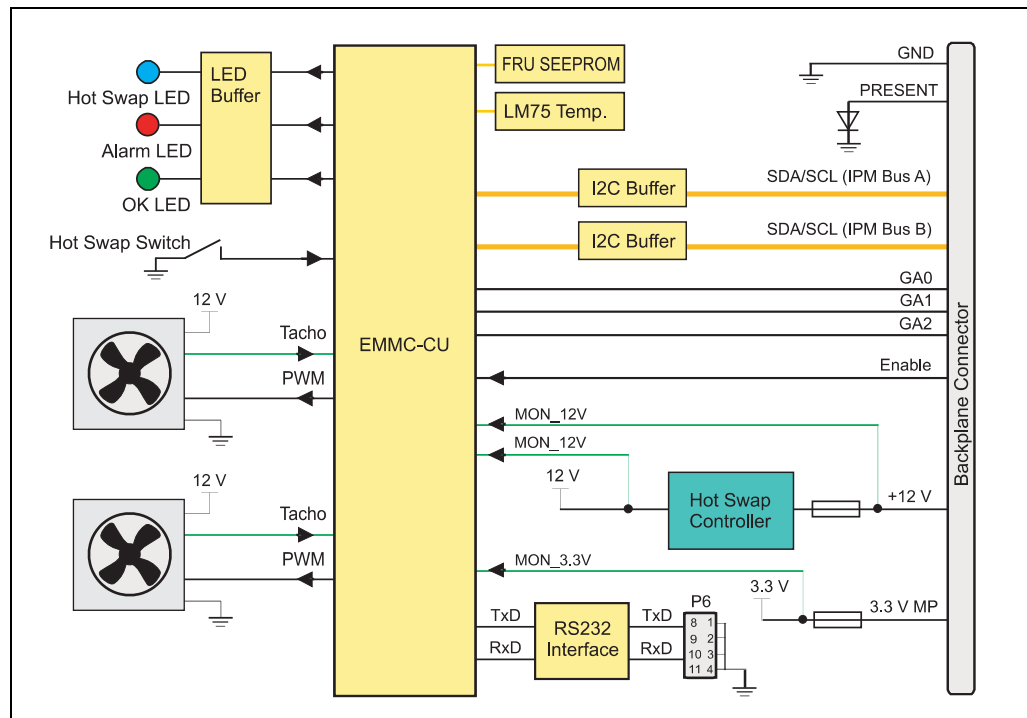 LED
Buffer
Hot Swap LED
Alarm LED
OK LED
Hot Swap Switch
12 V
Tacho
PWM
12 V
Tacho
PWM
EMMC-CU
FRU SEEPROM
LM75 Temp.
I2C Buffer
I2C Buffer
GND
PRESENT
SDA/SCL (IPM Bus A)
SDA/SCL (IPM Bus B)
GA0
GA1
GA2
Enable
MON_12V
MON_12V
12 V
Hot Swap
Controller
+12 V
MON_3.3V
3.3 V
3.3 V MP
TxD
RxD
RS232
Interface
TxD
RxD
P6
8 1
9 2
10 3
11 4
Backplane Connector